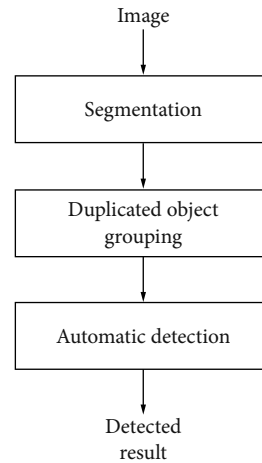 Image
Segmentation
Duplicated object
grouping
Automatic detection
Detected
result